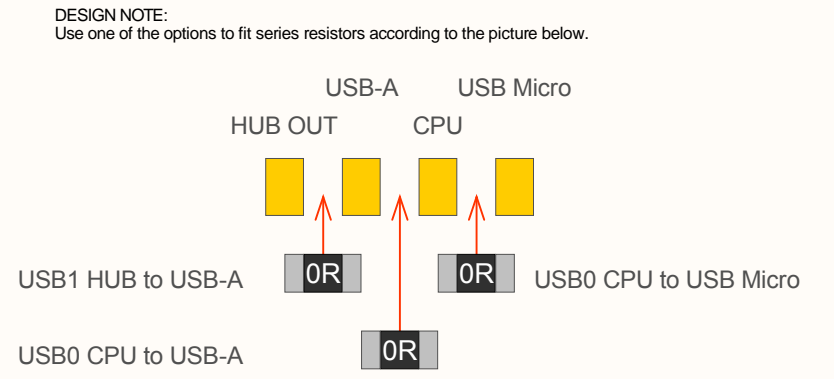 DESIGN NOTE:
Use one of the options to fit series resistors according to the picture below.
USB-A USB Micro
HUB OUT CPU
USB1 HUB to USB-A 0R 0R USB0 CPU to USB Micro
USB0 CPU to USB-A 0R